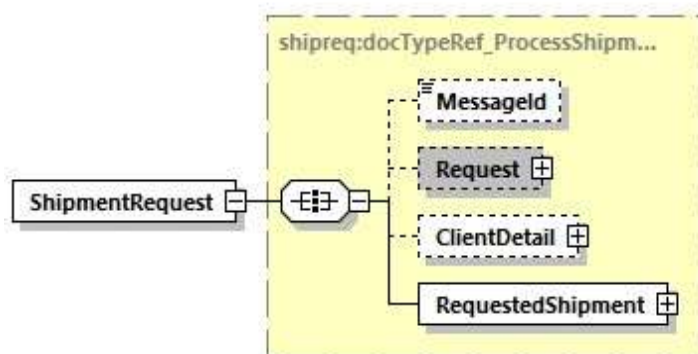 shipreq:docTypeRef_ProcessShipm...
MessageId
Request
ShipmentRequest
ClientDetail
RequestedShipment